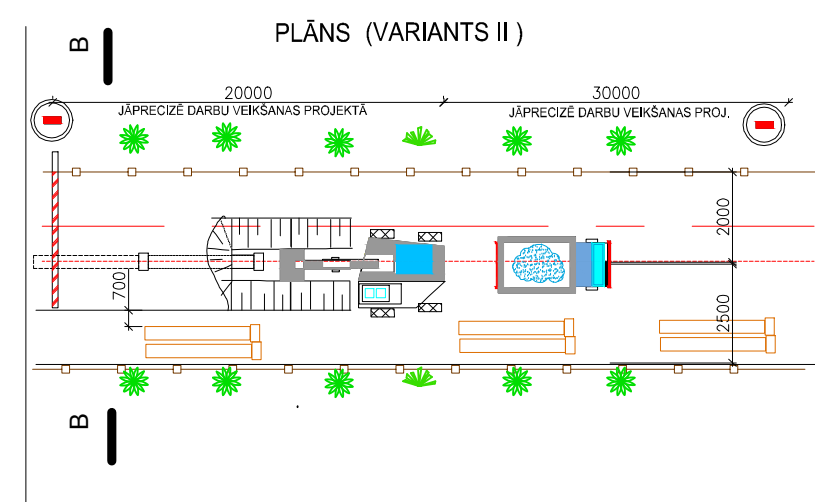 PLĀNS (VARIANTS II )
B
20000
30000
JĀPRECIZĒ DARBU VEIKŠANAS PROJEKTĀ
JĀPRECIZĒ DARBU VEIKŠANAS PROJ.
2000
700
2500
B